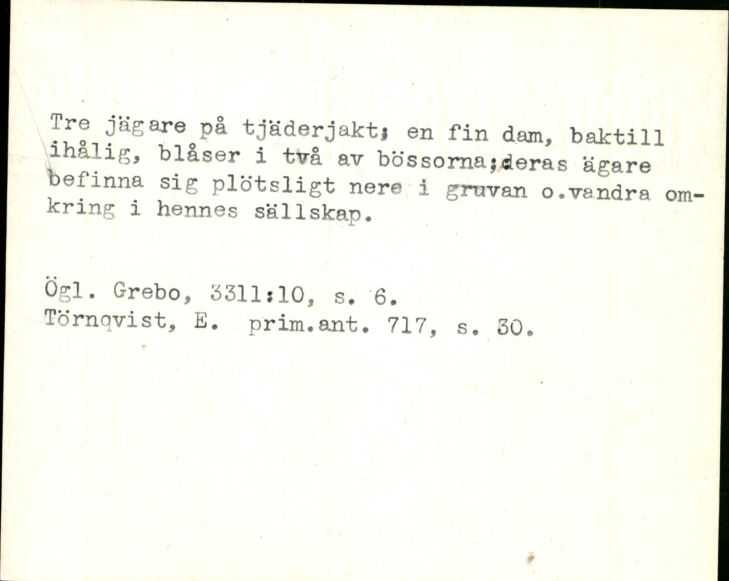 Tre jägare på tjäderjakt; en fin dam, baktill
ihålig, blåser i två av bössorna;deras ägare
befinna sig plötsligt nere i gruvan o.vandra om-
kring i hennes sällskap.
Ögl. Grebo, 3311:10, s. 6.
Törnqvist, E. prim.ant. 717, s. 30.